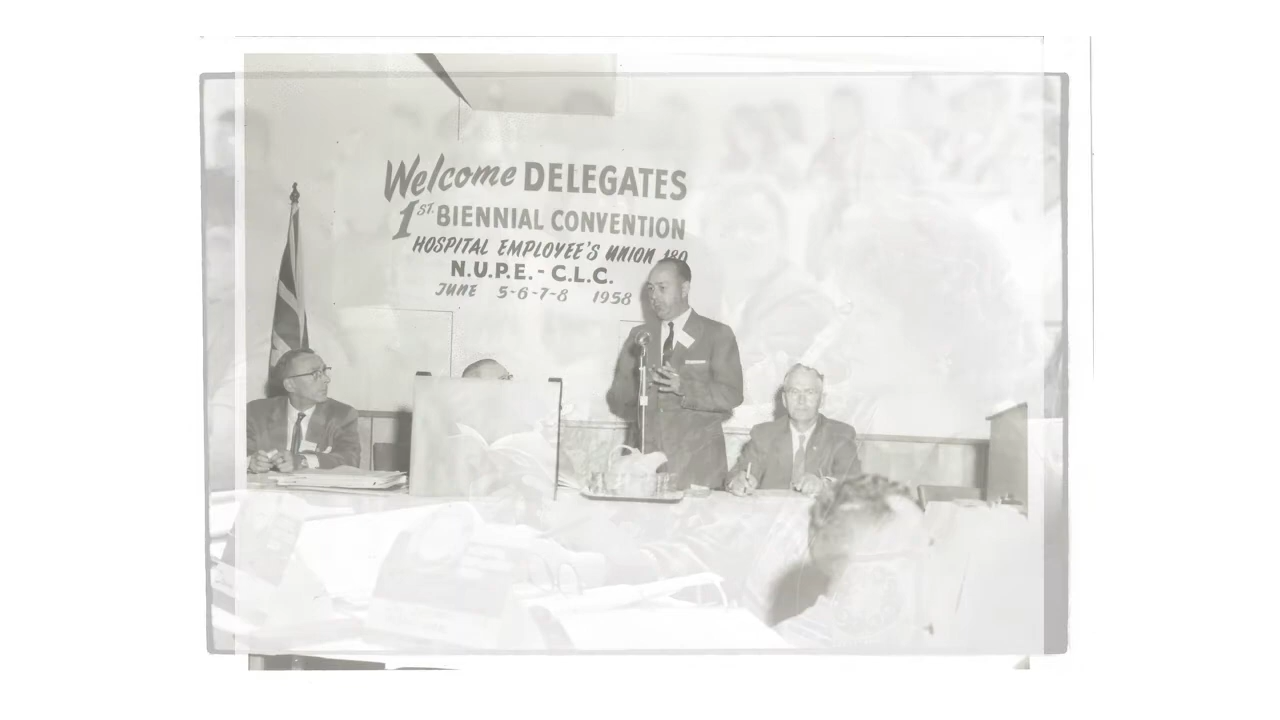 Welcome DELEGATES
1ST. BIENNIAL CONVENTION
HOSPITAL EMPLOYEE'S UNION 180
N.U.P.E. - C.L.C.
JUNE 5-6-7-8 1958